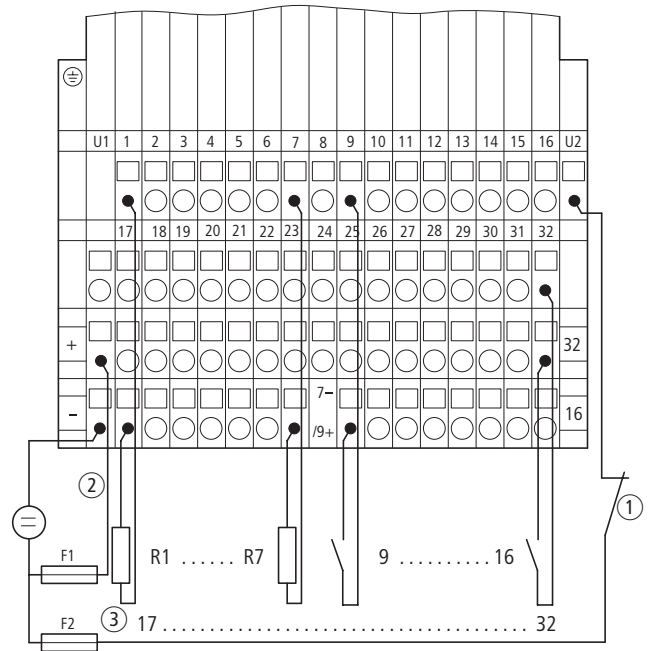 U1 1 2 3 4 5 6 7 8 9 10 11 12 13 14 15 16 U2
17 18 19 20 21 22 23 24 25 26 27 28 29 30 31 32
+ 32
7–
– 16
/9+
2
1
F1 R1 ...... R7 9 .......... 16
F2 3 17 .................................... 32